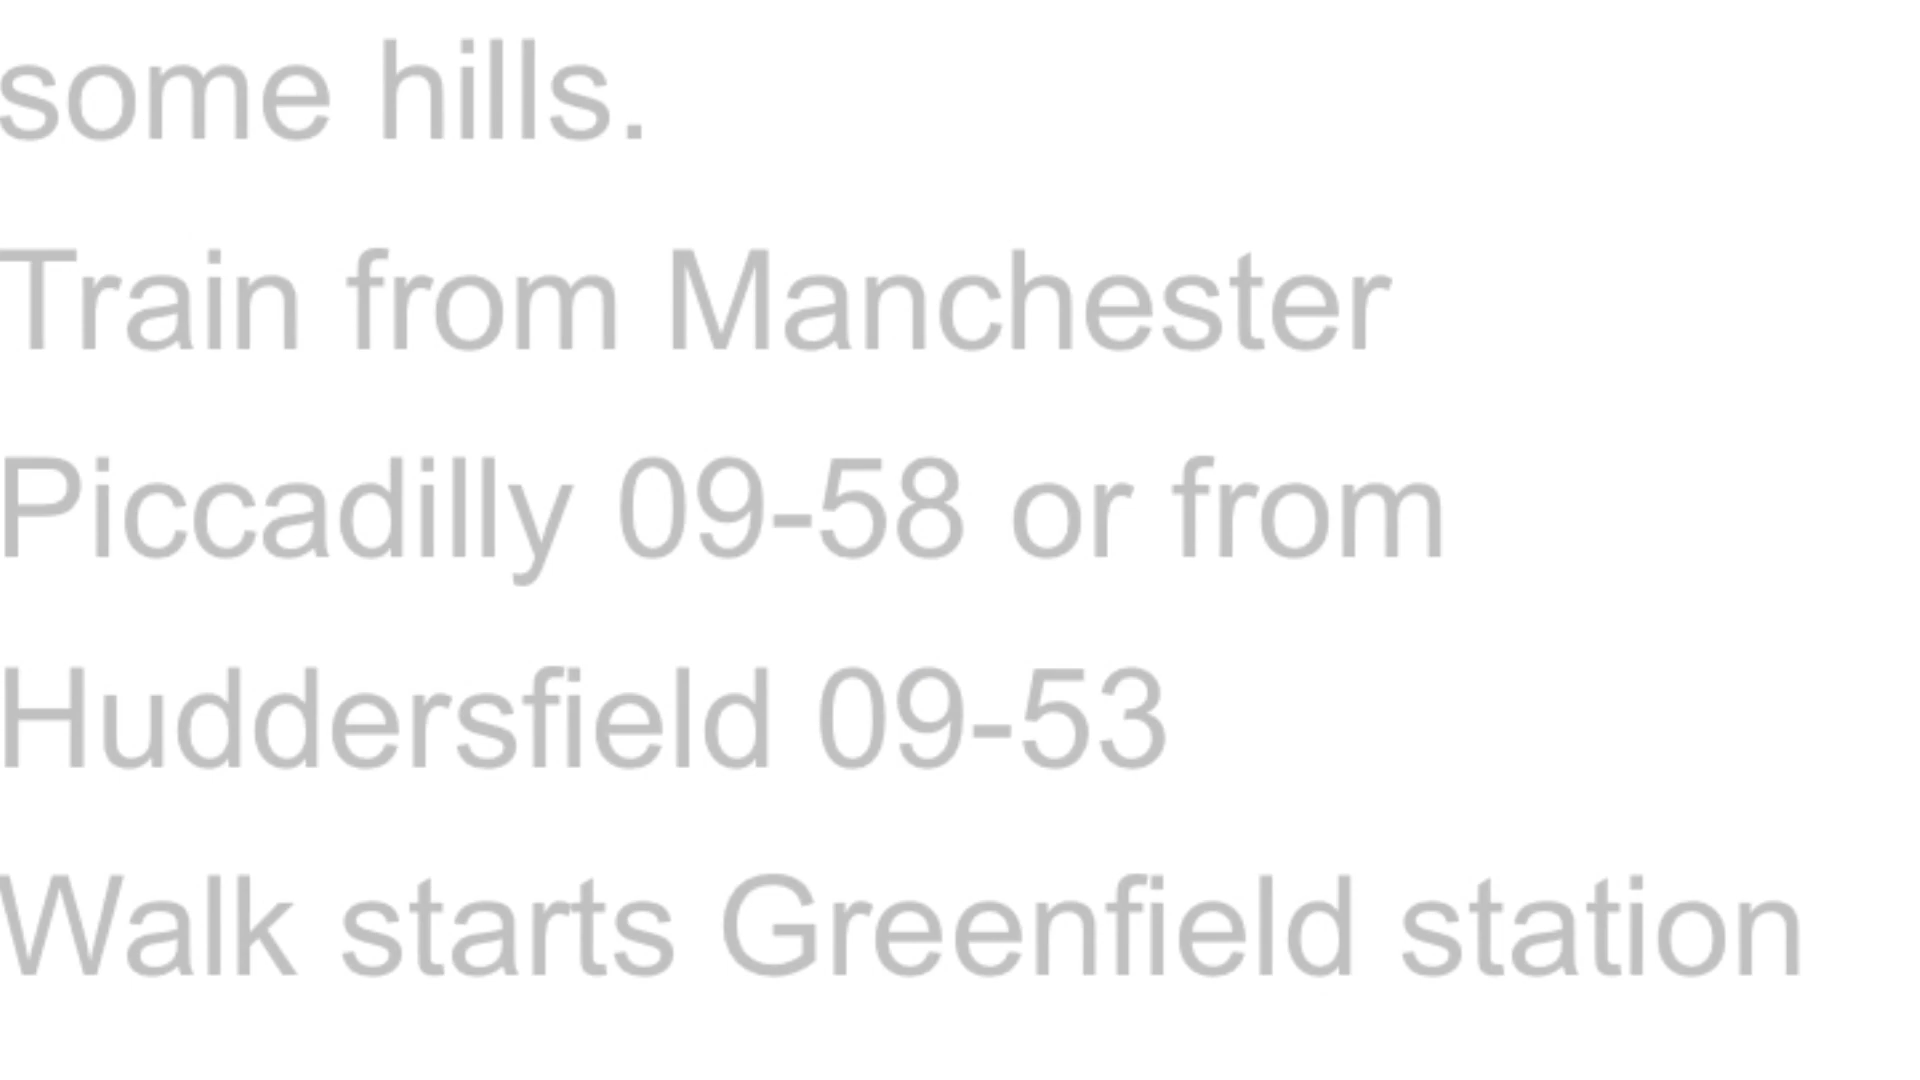 some hills.
Train from Manchester
Piccadilly 09-58 or from
Huddersfield 09-53
Walk starts Greenfield station